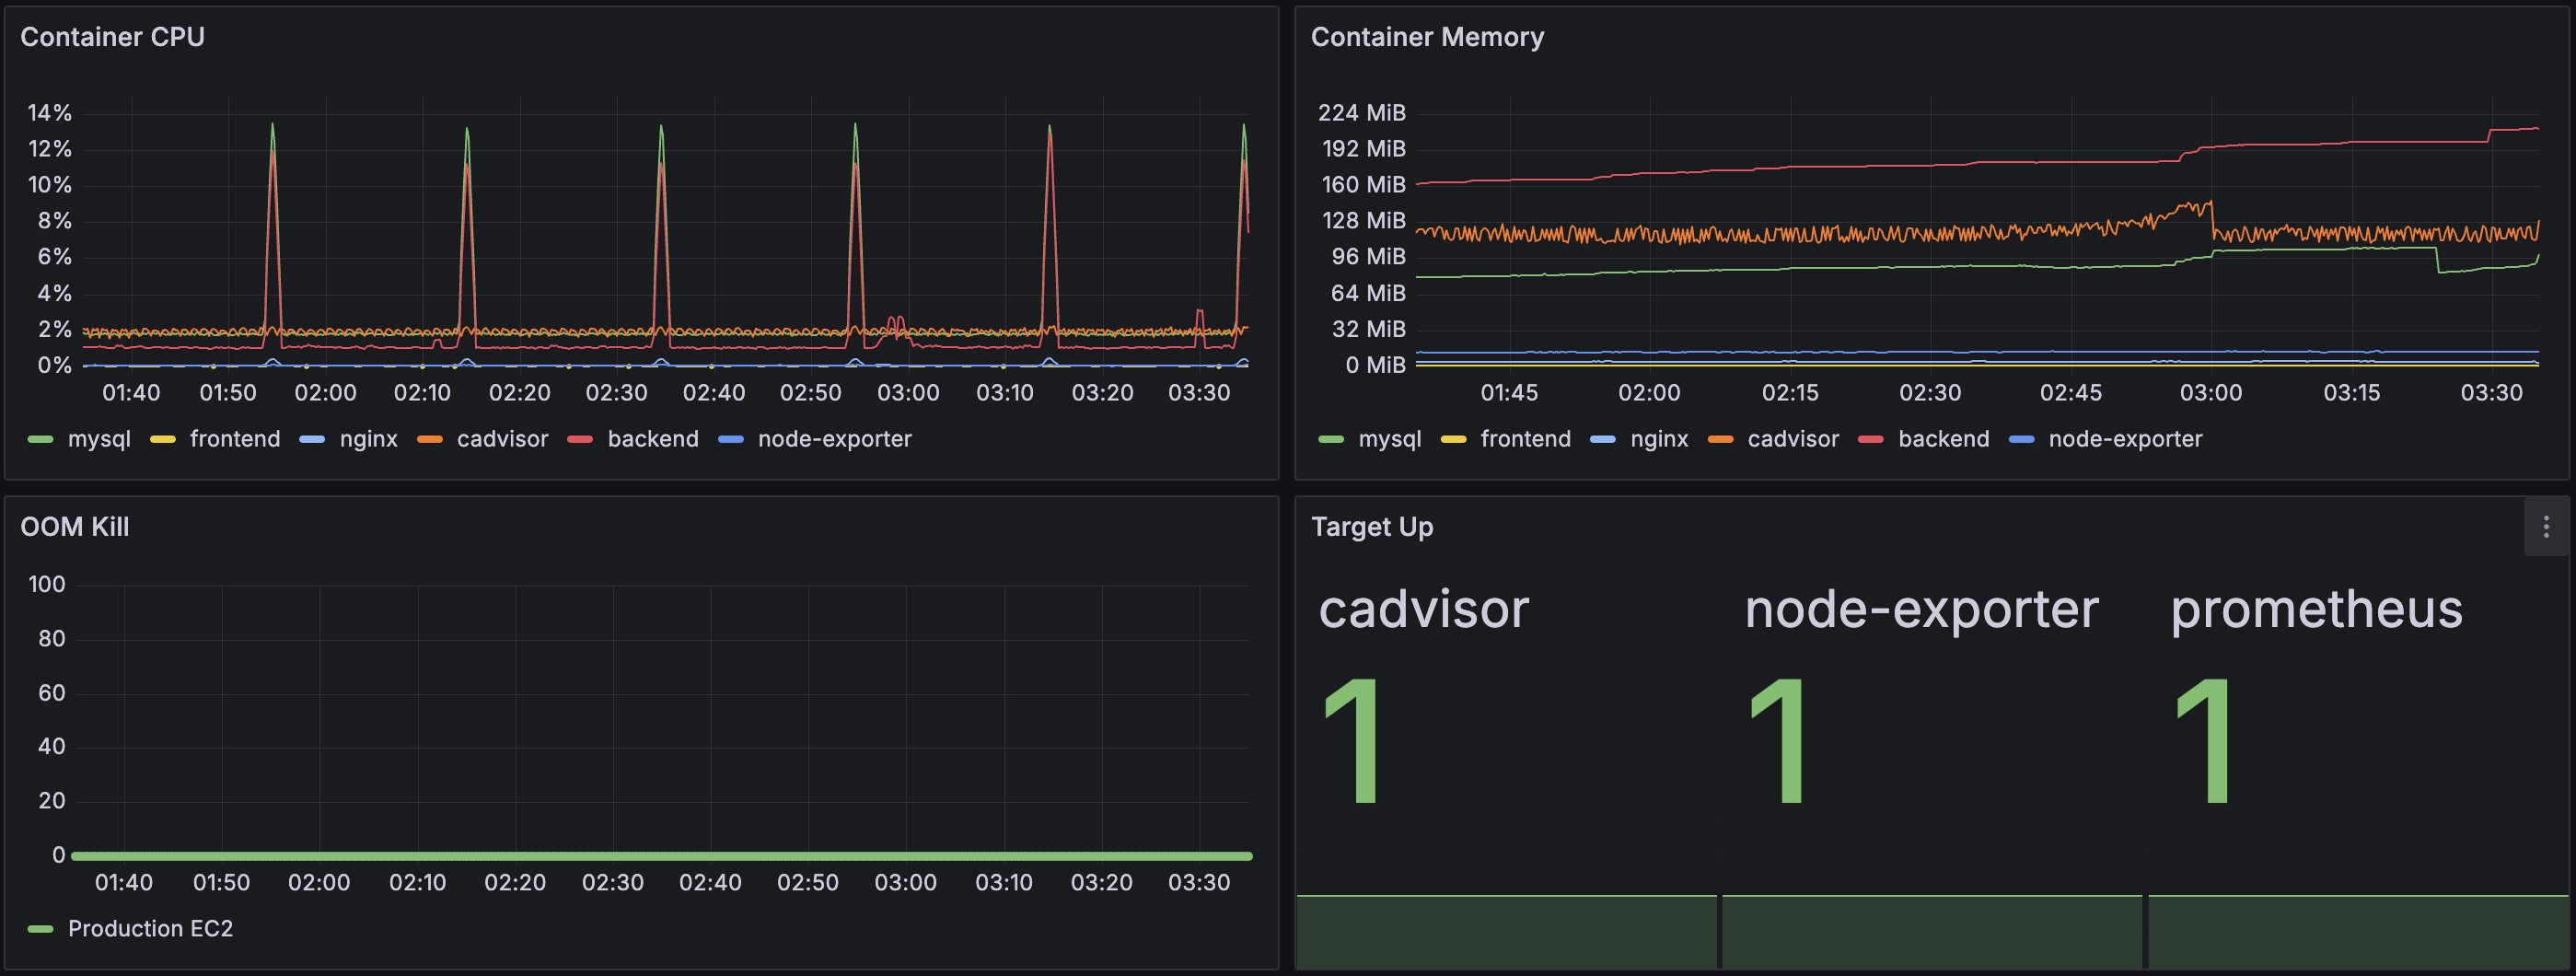 Container CPU
14%
12%
10%
8%
6%
4%
2%
0%
01:40 01:50 02:00 02:10 02:20 02:30 02:40 02:50 03:00 03:10 03:20 03:30
mysql frontend nginx cadvisor backend node-exporter
Container Memory
224 MiB
192 MiB
160 MiB
128 MiB
96 MiB
64 MiB
32 MiB
0 MiB
01:45 02:00 02:15 02:30 02:45 03:00 03:15 03:30
mysql frontend nginx cadvisor backend node-exporter
OOM Kill
100
80
60
40
20
0
01:40 01:50 02:00 02:10 02:20 02:30 02:40 02:50 03:00 03:10 03:20 03:30
Production EC2
Target Up
cadvisor node-exporter prometheus
1 1 1